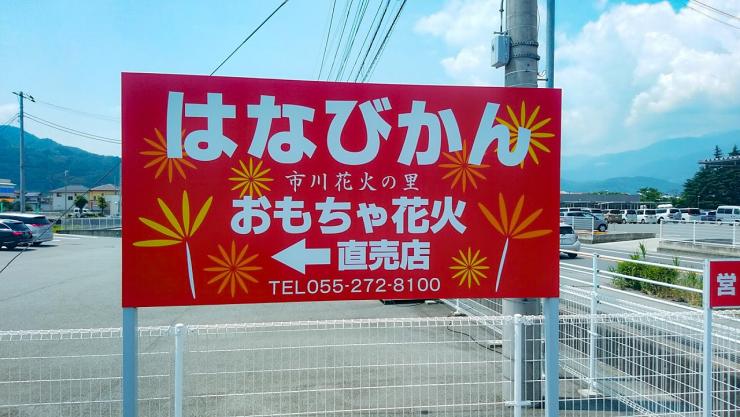 はなびかん
市川花火の里
おもちゃ花火
直売店
TEL055-272-8100
営